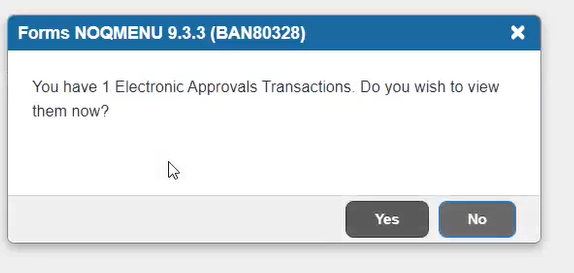 Forms NOQMENU 9.3.3 (BAN80328)
You have 1 Electronic Approvals Transactions. Do you wish to view
them now?
Yes No